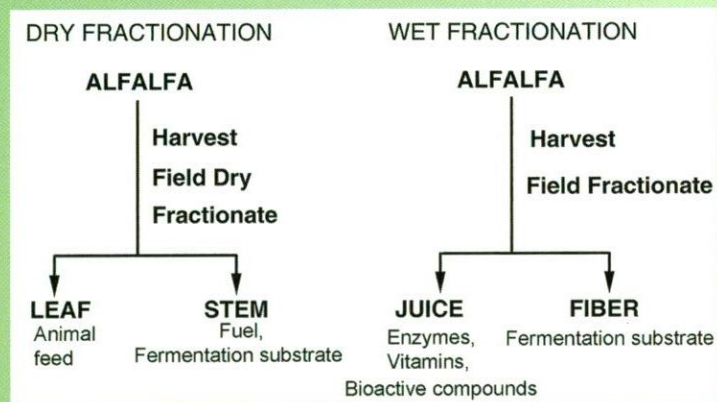 DRY FRACTIONATION
ALFALFA
Harvest
Field Dry
Fractionate
LEAF
Animal
feed
STEM
Fuel,
Fermentation substrate
WET FRACTIONATION
ALFALFA
Harvest
Field Fractionate
JUICE
Enzymes,
Vitamins,
Bioactive compounds
FIBER
Fermentation substrate